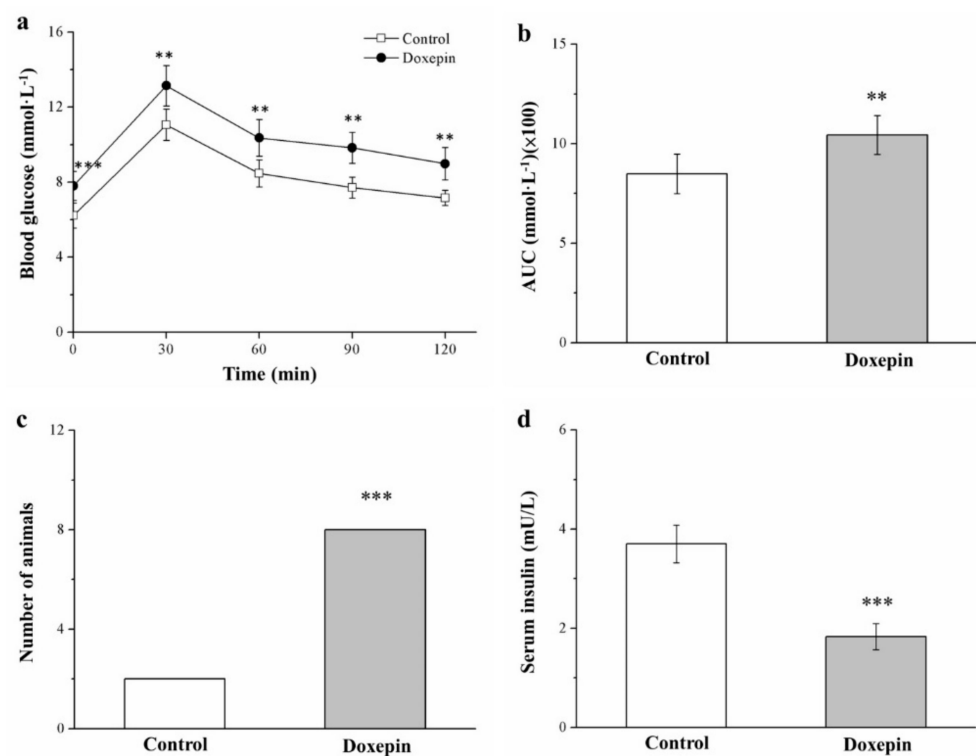 a
16
12
8
4
0
Blood glucose (mmol·L⁻¹)
Control
Doxepin
***
**
**
**
**
0
30
60
90
120
Time (min)
b
15
10
5
0
AUC (mmol·L⁻¹)(×100)
**
Control
Doxepin
c
12
8
4
0
Number of animals
***
Control
Doxepin
d
6
4
2
0
Serum insulin (mU/L)
***
Control
Doxepin